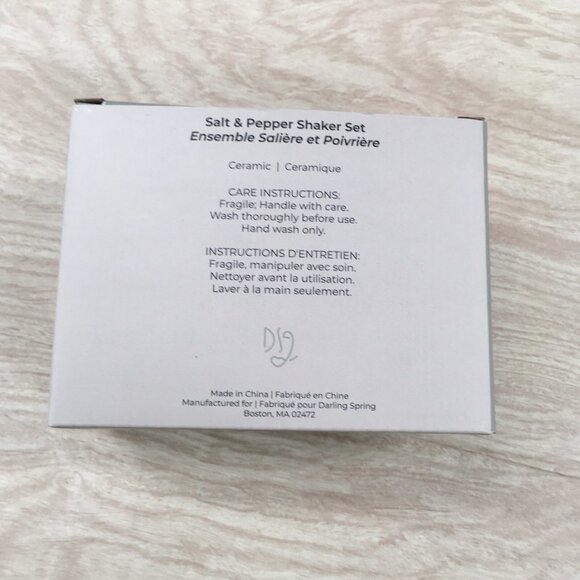 Salt & Pepper Shaker Set
Ensemble Salière et Poivrière
Ceramic | Ceramique
CARE INSTRUCTIONS:
Fragile; Handle with care.
Wash thoroughly before use.
Hand wash only.
INSTRUCTIONS D'ENTRETIEN:
Fragile, manipuler avec soin.
Nettoyer avant la utilisation.
Laver à la main seulement.
Made in China | Fabriqué en Chine
Manufactured for | Fabriqué pour Darling Spring
Boston, MA 02472